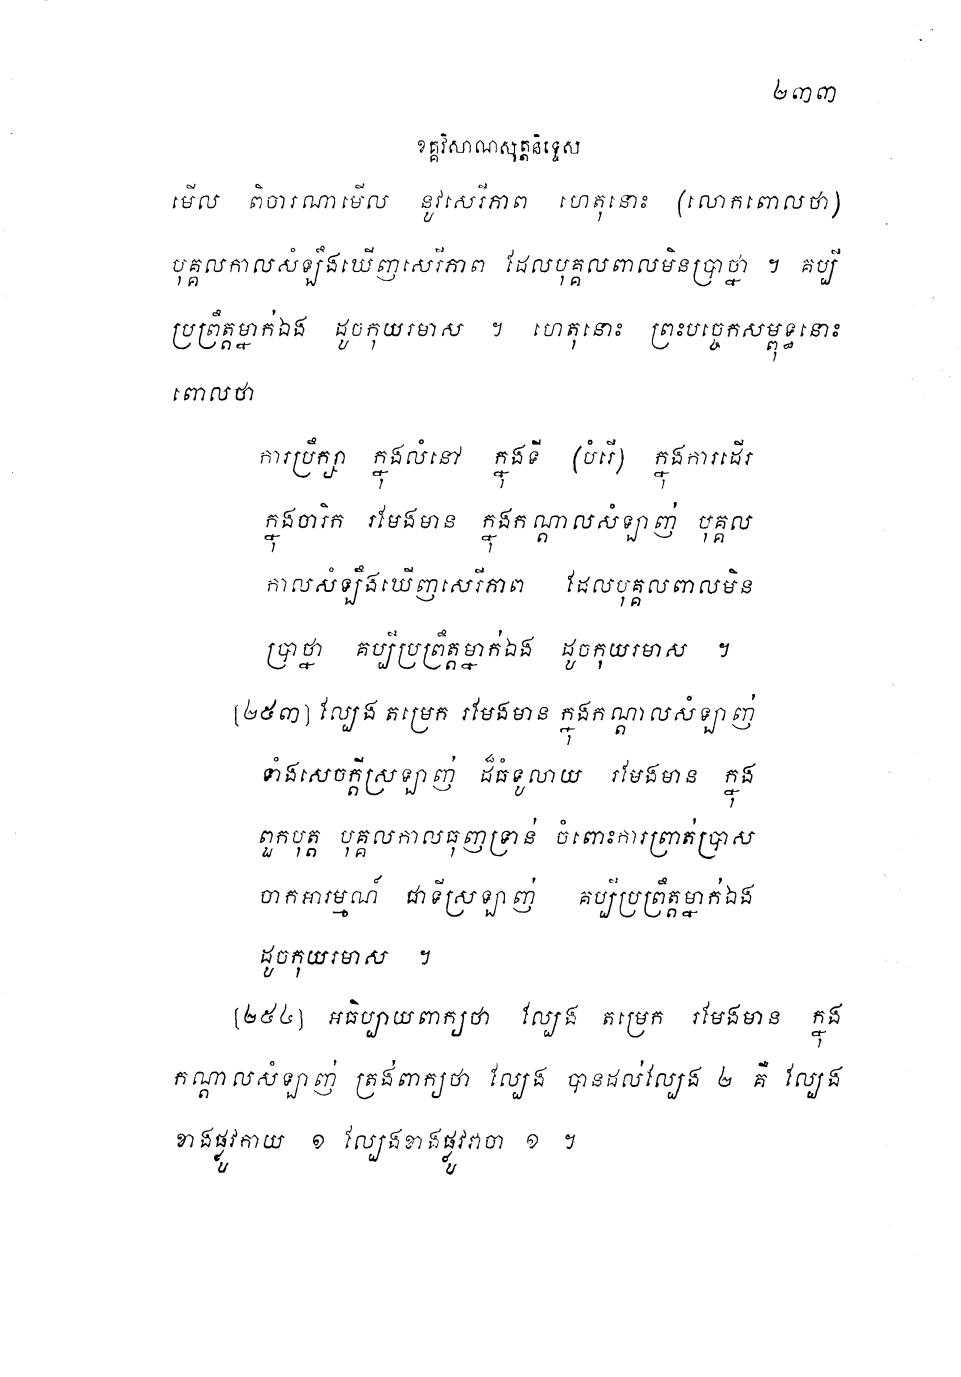 ២៣៣
ខគ្គវិសាណសុត្តនិទ្ទេស
មើល ពិចារណាមើល នូវសេរីភាព ហេតុនោះ (លោកពោលថា)
បុគ្គលកាលសំឡឹងឃើញសេរីភាព ដែលបុគ្គលពាលមិនប្រាថ្នា ។ គប្បី
ប្រព្រឹត្តម្នាក់ឯង ដូចកុយរមាស ។ ហេតុនោះ ព្រះបច្ចេកសម្ពុទ្ធនោះ
ពោលថា
ការប្រឹក្សា ក្នុងលំនៅ ក្នុងទី (បំរើ) ក្នុងការដើរ
ក្នុងចារិក រមែងមាន ក្នុងកណ្តាលសំឡាញ់ បុគ្គល
កាលសំឡឹងឃើញសេរីភាព ដែលបុគ្គលពាលមិន
ប្រាថ្នា គប្បីប្រព្រឹត្តម្នាក់ឯង ដូចកុយរមាស ។
[២៥៣] ល្បែង តម្រេក រមែងមាន ក្នុងកណ្តាលសំឡាញ់
ទាំងសេចក្តីស្រឡាញ់ ដ៏ធំទូលាយ រមែងមាន ក្នុង
ពួកបុត្ត បុគ្គលកាលធុញទ្រាន់ ចំពោះការព្រាត់ប្រាស
ចាកអារម្មណ៍ ជាទីស្រឡាញ់ គប្បីប្រព្រឹត្តម្នាក់ឯង
ដូចកុយរមាស ។
[២៥៤] អធិប្បាយពាក្យថា ល្បែង តម្រេក រមែងមាន ក្នុង
កណ្តាលសំឡាញ់ ត្រង់ពាក្យថា ល្បែង បានដល់ល្បែង ២ គឺ ល្បែង
ខាងផ្លូវកាយ ១ ល្បែងខាងផ្លូវវាចា ១ ។